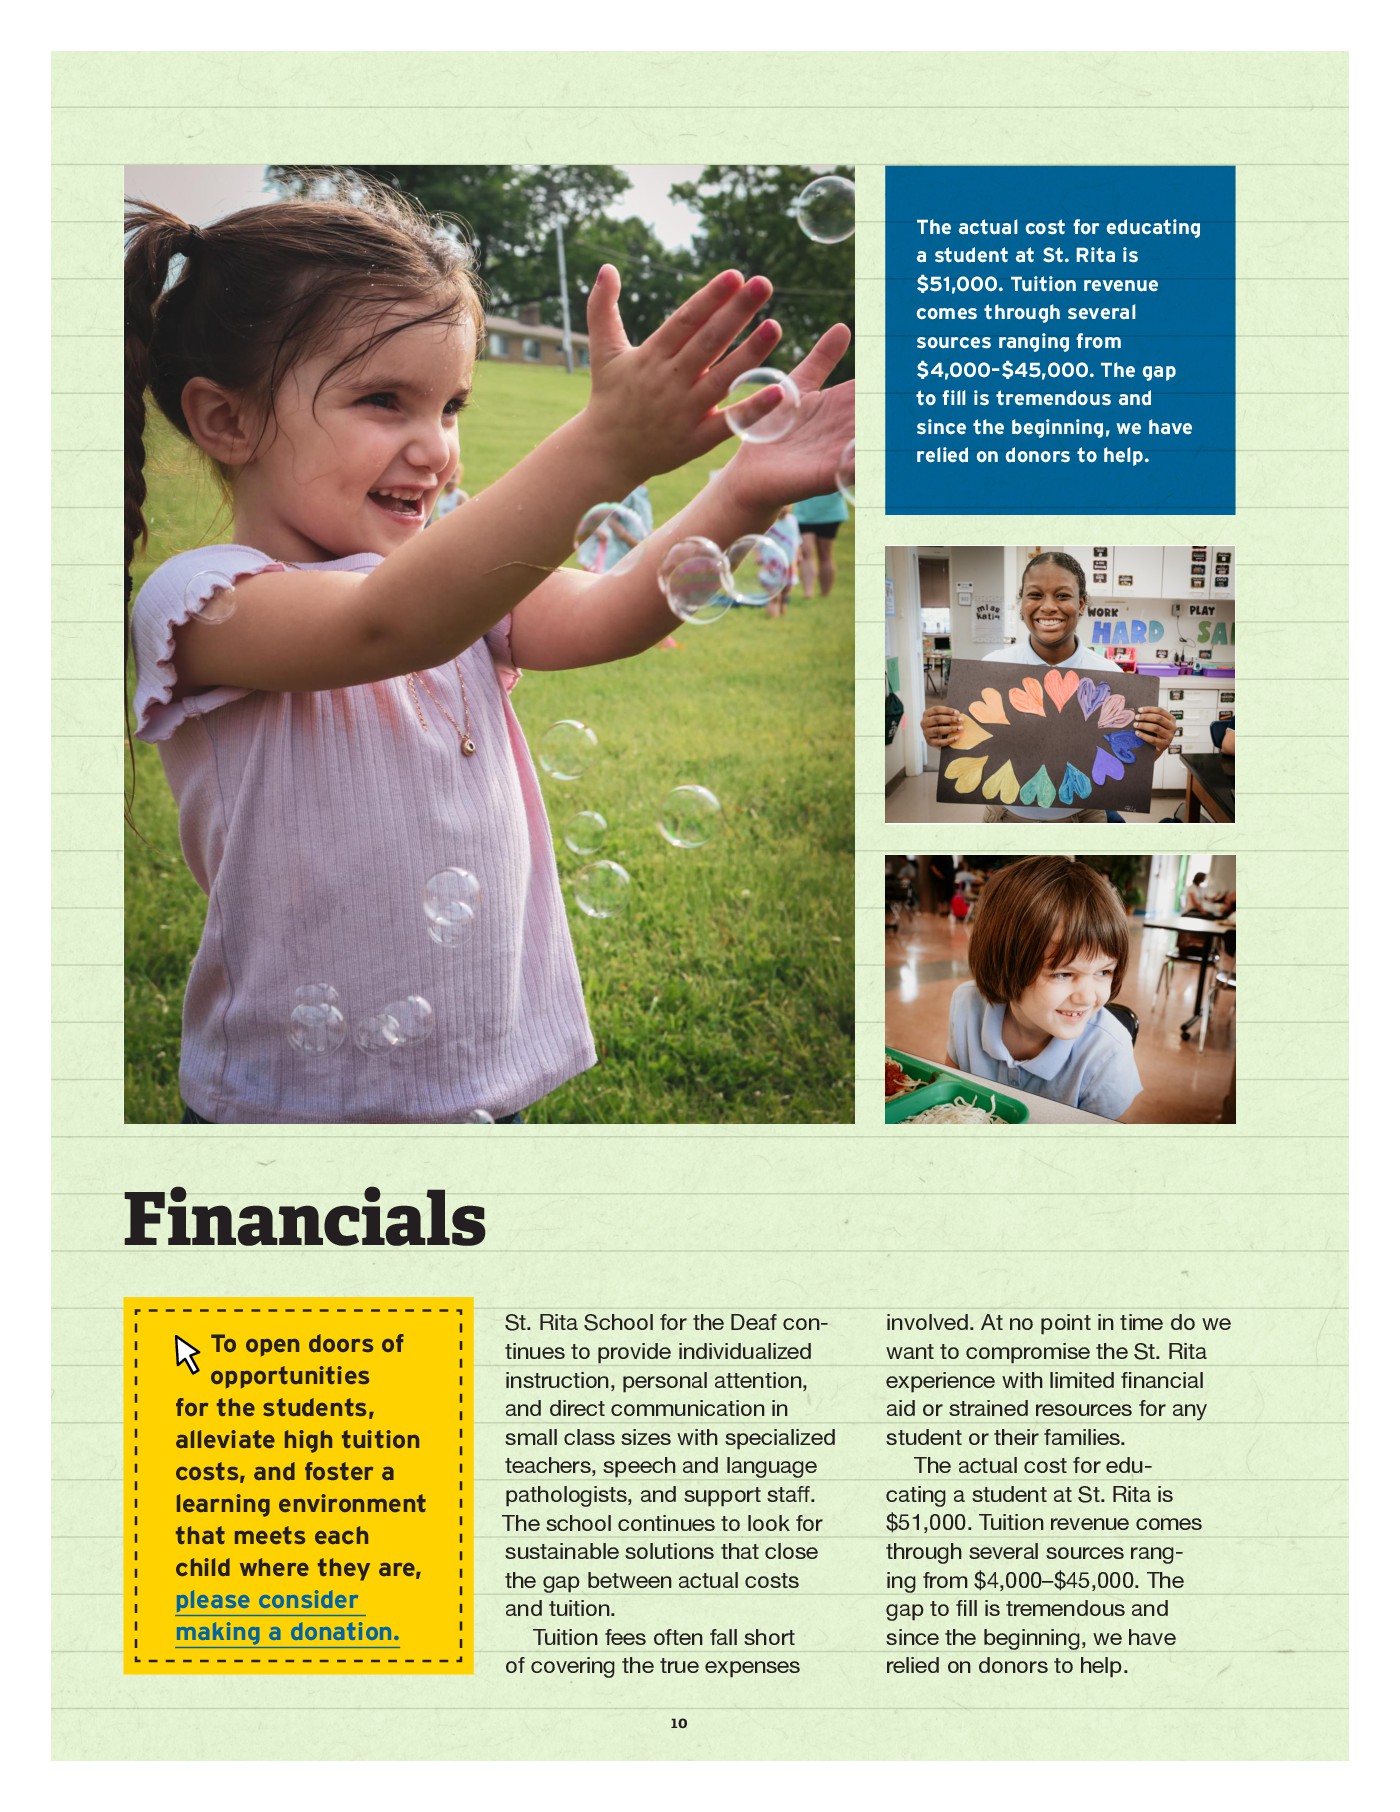 The actual cost for educating
a student at St. Rita is
$51,000. Tuition revenue
comes through several
sources ranging from
$4,000–$45,000. The gap
to fill is tremendous and
since the beginning, we have
relied on donors to help.
miss
Katie
WORK
HARD
PLAY
Financials
To open doors of
opportunities
for the students,
alleviate high tuition
costs, and foster a
learning environment
that meets each
child where they are,
please consider
making a donation.
St. Rita School for the Deaf con-
tinues to provide individualized
instruction, personal attention,
and direct communication in
small class sizes with specialized
teachers, speech and language
pathologists, and support staff.
The school continues to look for
sustainable solutions that close
the gap between actual costs
and tuition.
Tuition fees often fall short
of covering the true expenses
involved. At no point in time do we
want to compromise the St. Rita
experience with limited financial
aid or strained resources for any
student or their families.
The actual cost for edu-
cating a student at St. Rita is
$51,000. Tuition revenue comes
through several sources rang-
ing from $4,000–$45,000. The
gap to fill is tremendous and
since the beginning, we have
relied on donors to help.
10